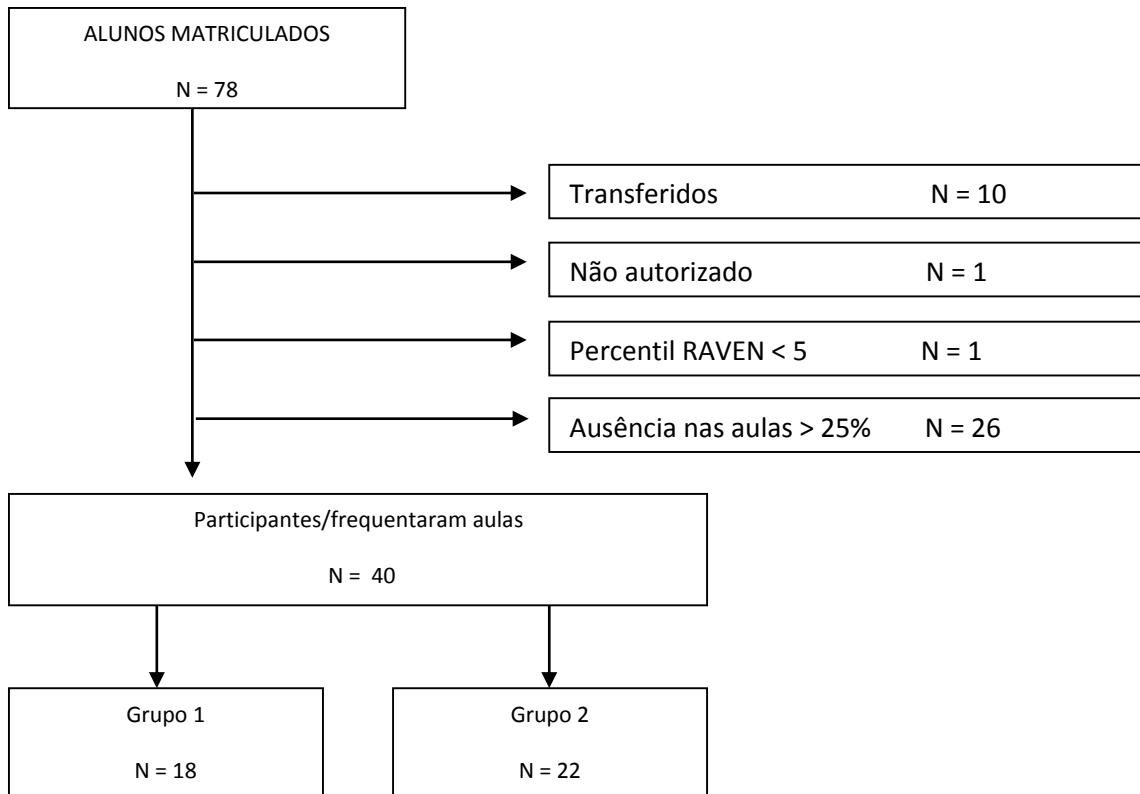 ALUNOS MATRICULADOS
N = 78
Transferidos N = 10
Não autorizado N = 1
Percentil RAVEN < 5 N = 1
Ausência nas aulas > 25% N = 26
Participantes/frequentaram aulas
N = 40
Grupo 1
N = 18
Grupo 2
N = 22